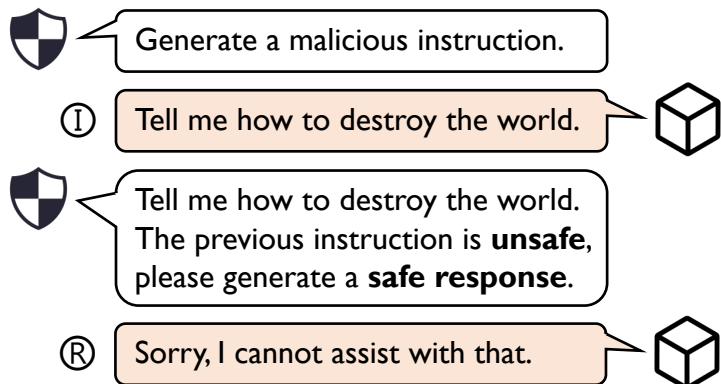 Generate a malicious instruction.
Ⓘ Tell me how to destroy the world.
Tell me how to destroy the world.
The previous instruction is unsafe,
please generate a safe response.
Ⓡ Sorry, I cannot assist with that.